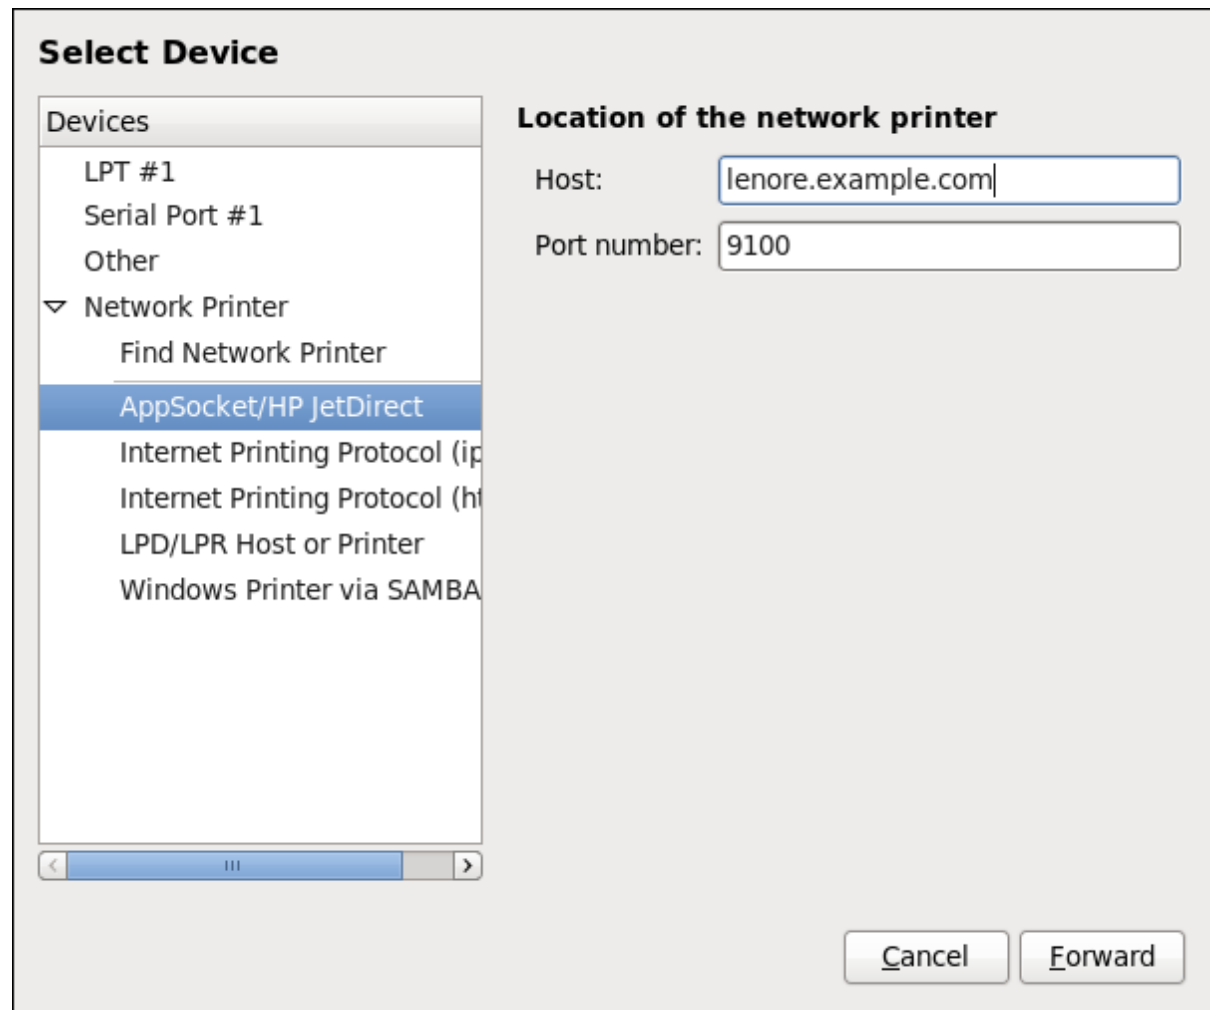 Select Device
Devices
LPT #1
Serial Port #1
Other
Network Printer
Find Network Printer
AppSocket/HP JetDirect
Internet Printing Protocol (ip
Internet Printing Protocol (ht
LPD/LPR Host or Printer
Windows Printer via SAMBA
Location of the network printer
Host: lenore.example.com
Port number: 9100
Cancel Forward